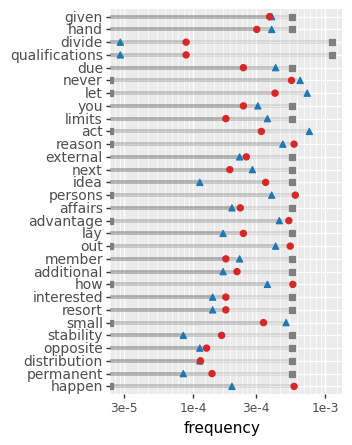 given
hand
divide
qualifications
due
never
let
you
limits
act
reason
external
next
idea
persons
affairs
advantage
lay
out
member
additional
how
interested
resort
small
stability
opposite
distribution
permanent
happen
3e-5 1e-4 3e-4 1e-3
frequency